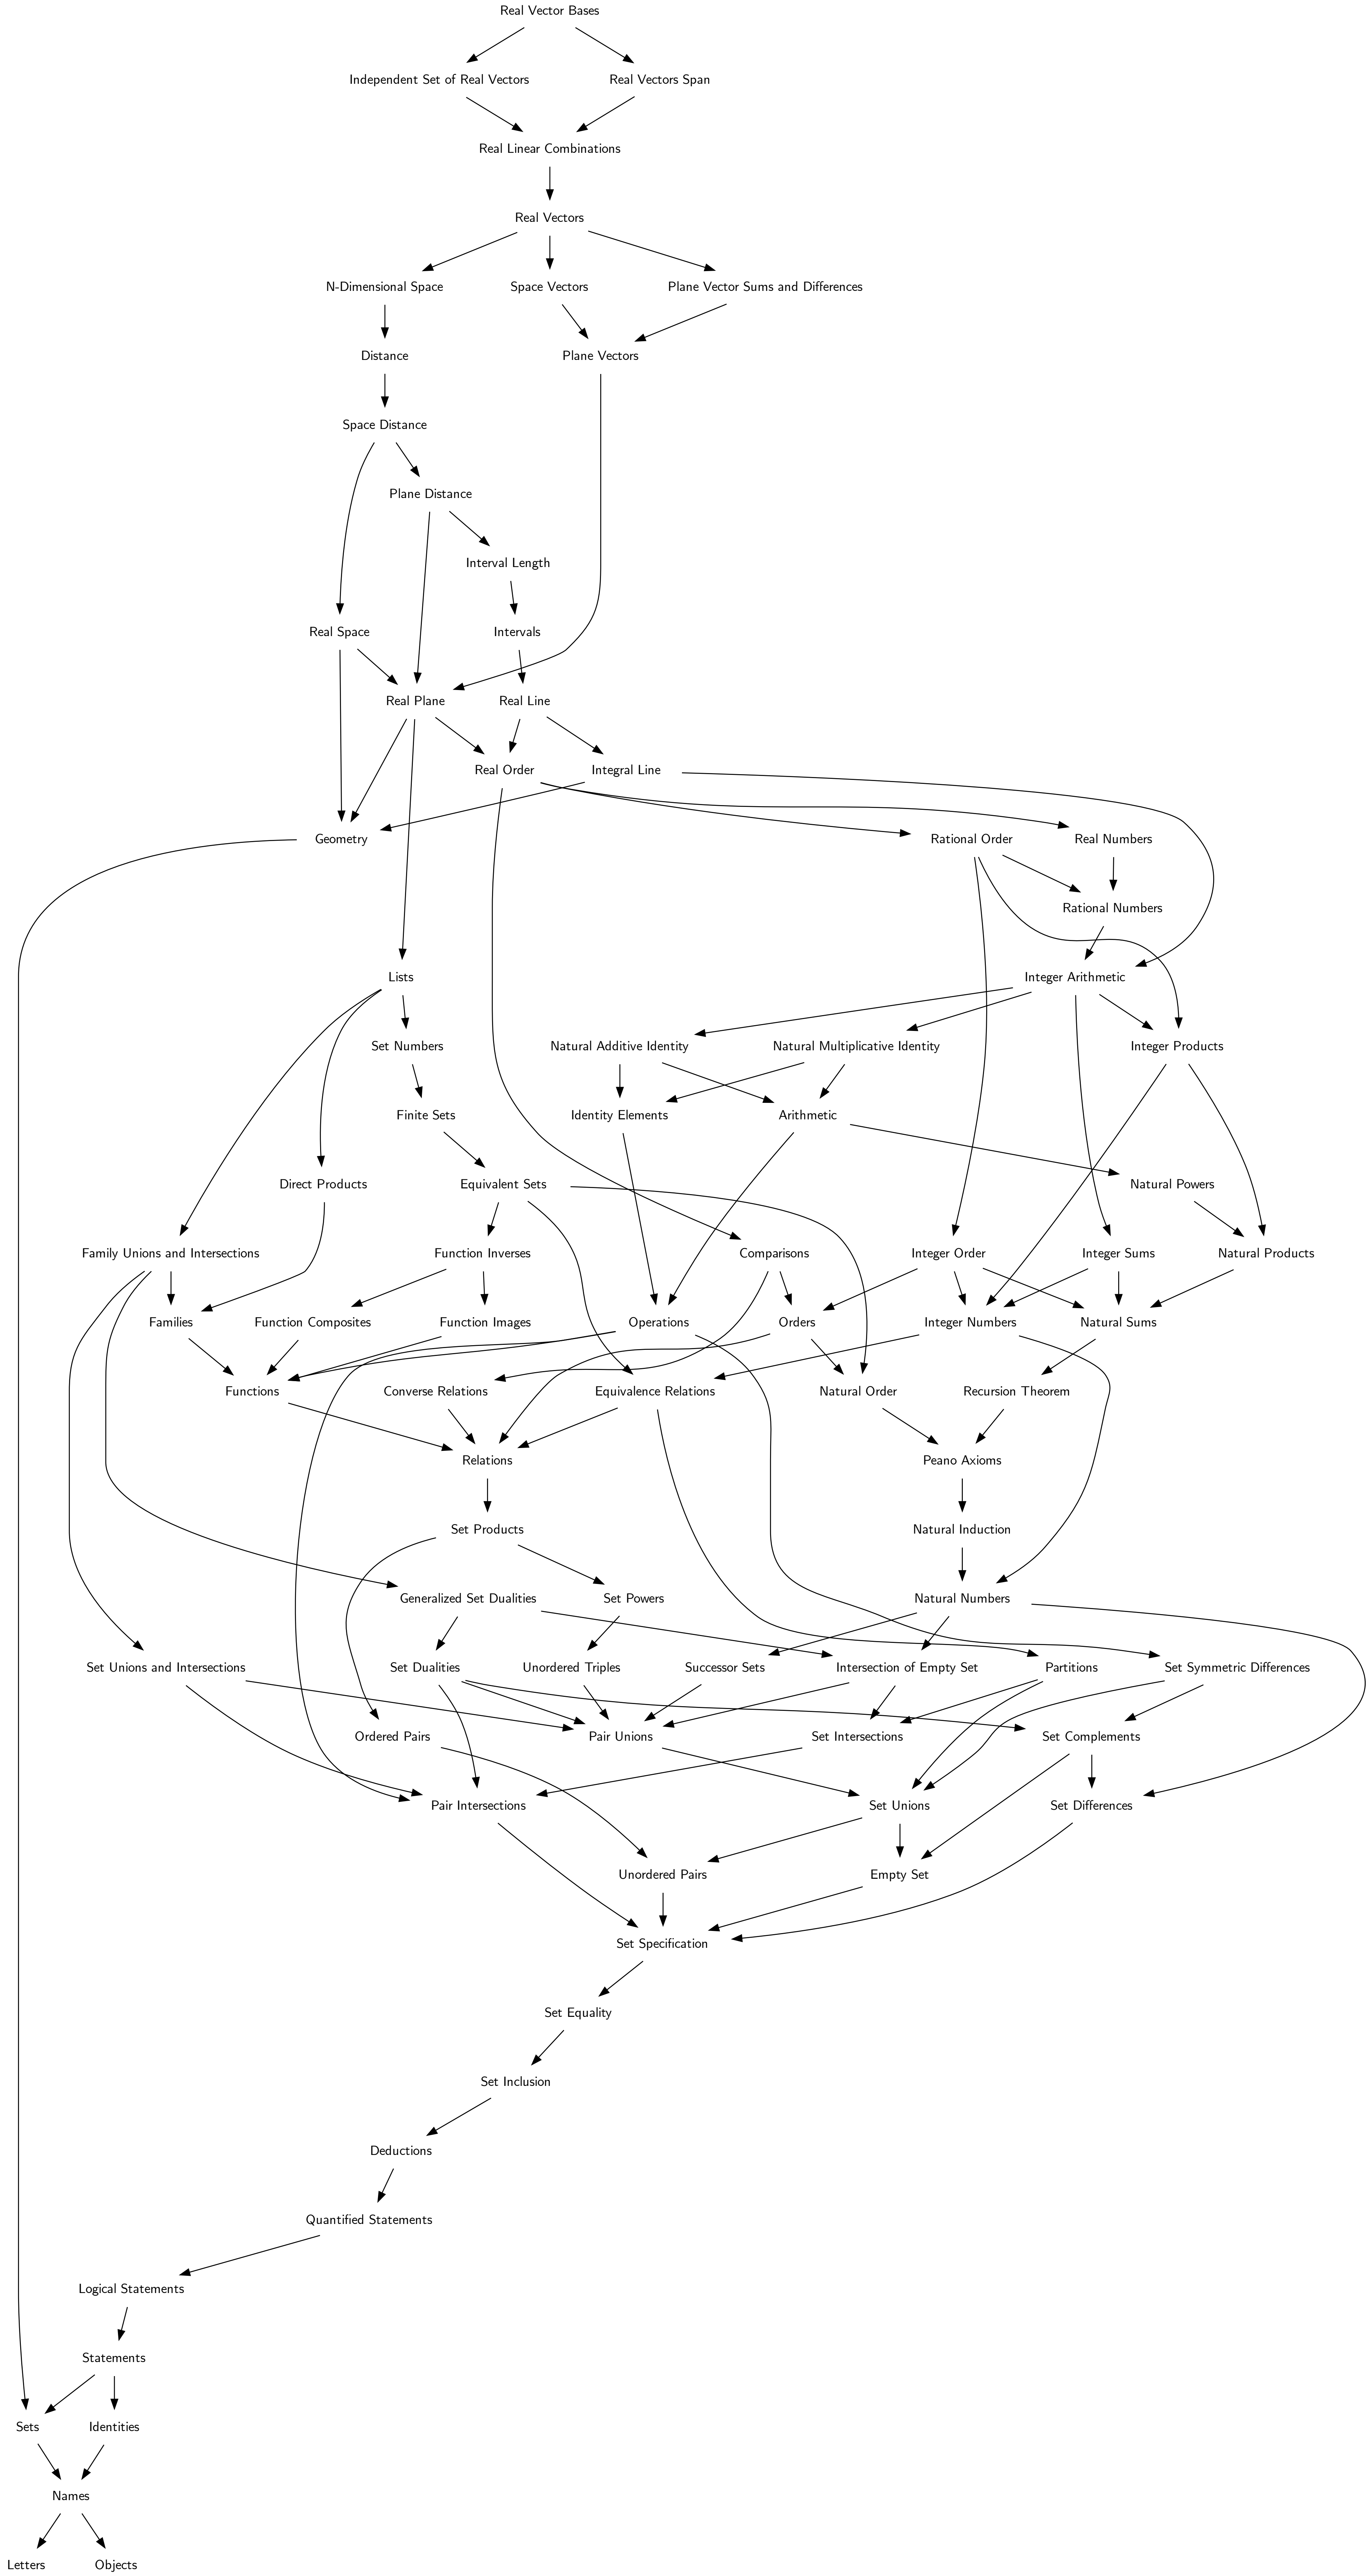 Real Vector Bases
Independent Set of Real Vectors
Real Vectors Span
Real Linear Combinations
Real Vectors
N-Dimensional Space
Space Vectors
Plane Vector Sums and Differences
Distance
Plane Vectors
Space Distance
Plane Distance
Interval Length
Real Space
Intervals
Real Plane
Real Line
Real Order
Integral Line
Geometry
Rational Order
Real Numbers
Rational Numbers
Lists
Integer Arithmetic
Set Numbers
Natural Additive Identity
Natural Multiplicative Identity
Integer Products
Finite Sets
Identity Elements
Arithmetic
Direct Products
Equivalent Sets
Natural Powers
Family Unions and Intersections
Function Inverses
Comparisons
Integer Order
Integer Sums
Natural Products
Families
Function Composites
Function Images
Operations
Orders
Integer Numbers
Natural Sums
Functions
Converse Relations
Equivalence Relations
Natural Order
Recursion Theorem
Relations
Peano Axioms
Set Products
Natural Induction
Generalized Set Dualities
Set Powers
Natural Numbers
Set Unions and Intersections
Set Dualities
Unordered Triples
Successor Sets
Intersection of Empty Set
Partitions
Set Symmetric Differences
Ordered Pairs
Pair Unions
Set Intersections
Set Complements
Pair Intersections
Set Unions
Set Differences
Unordered Pairs
Empty Set
Set Specification
Set Equality
Set Inclusion
Deductions
Quantified Statements
Logical Statements
Statements
Sets
Identities
Names
Letters
Objects